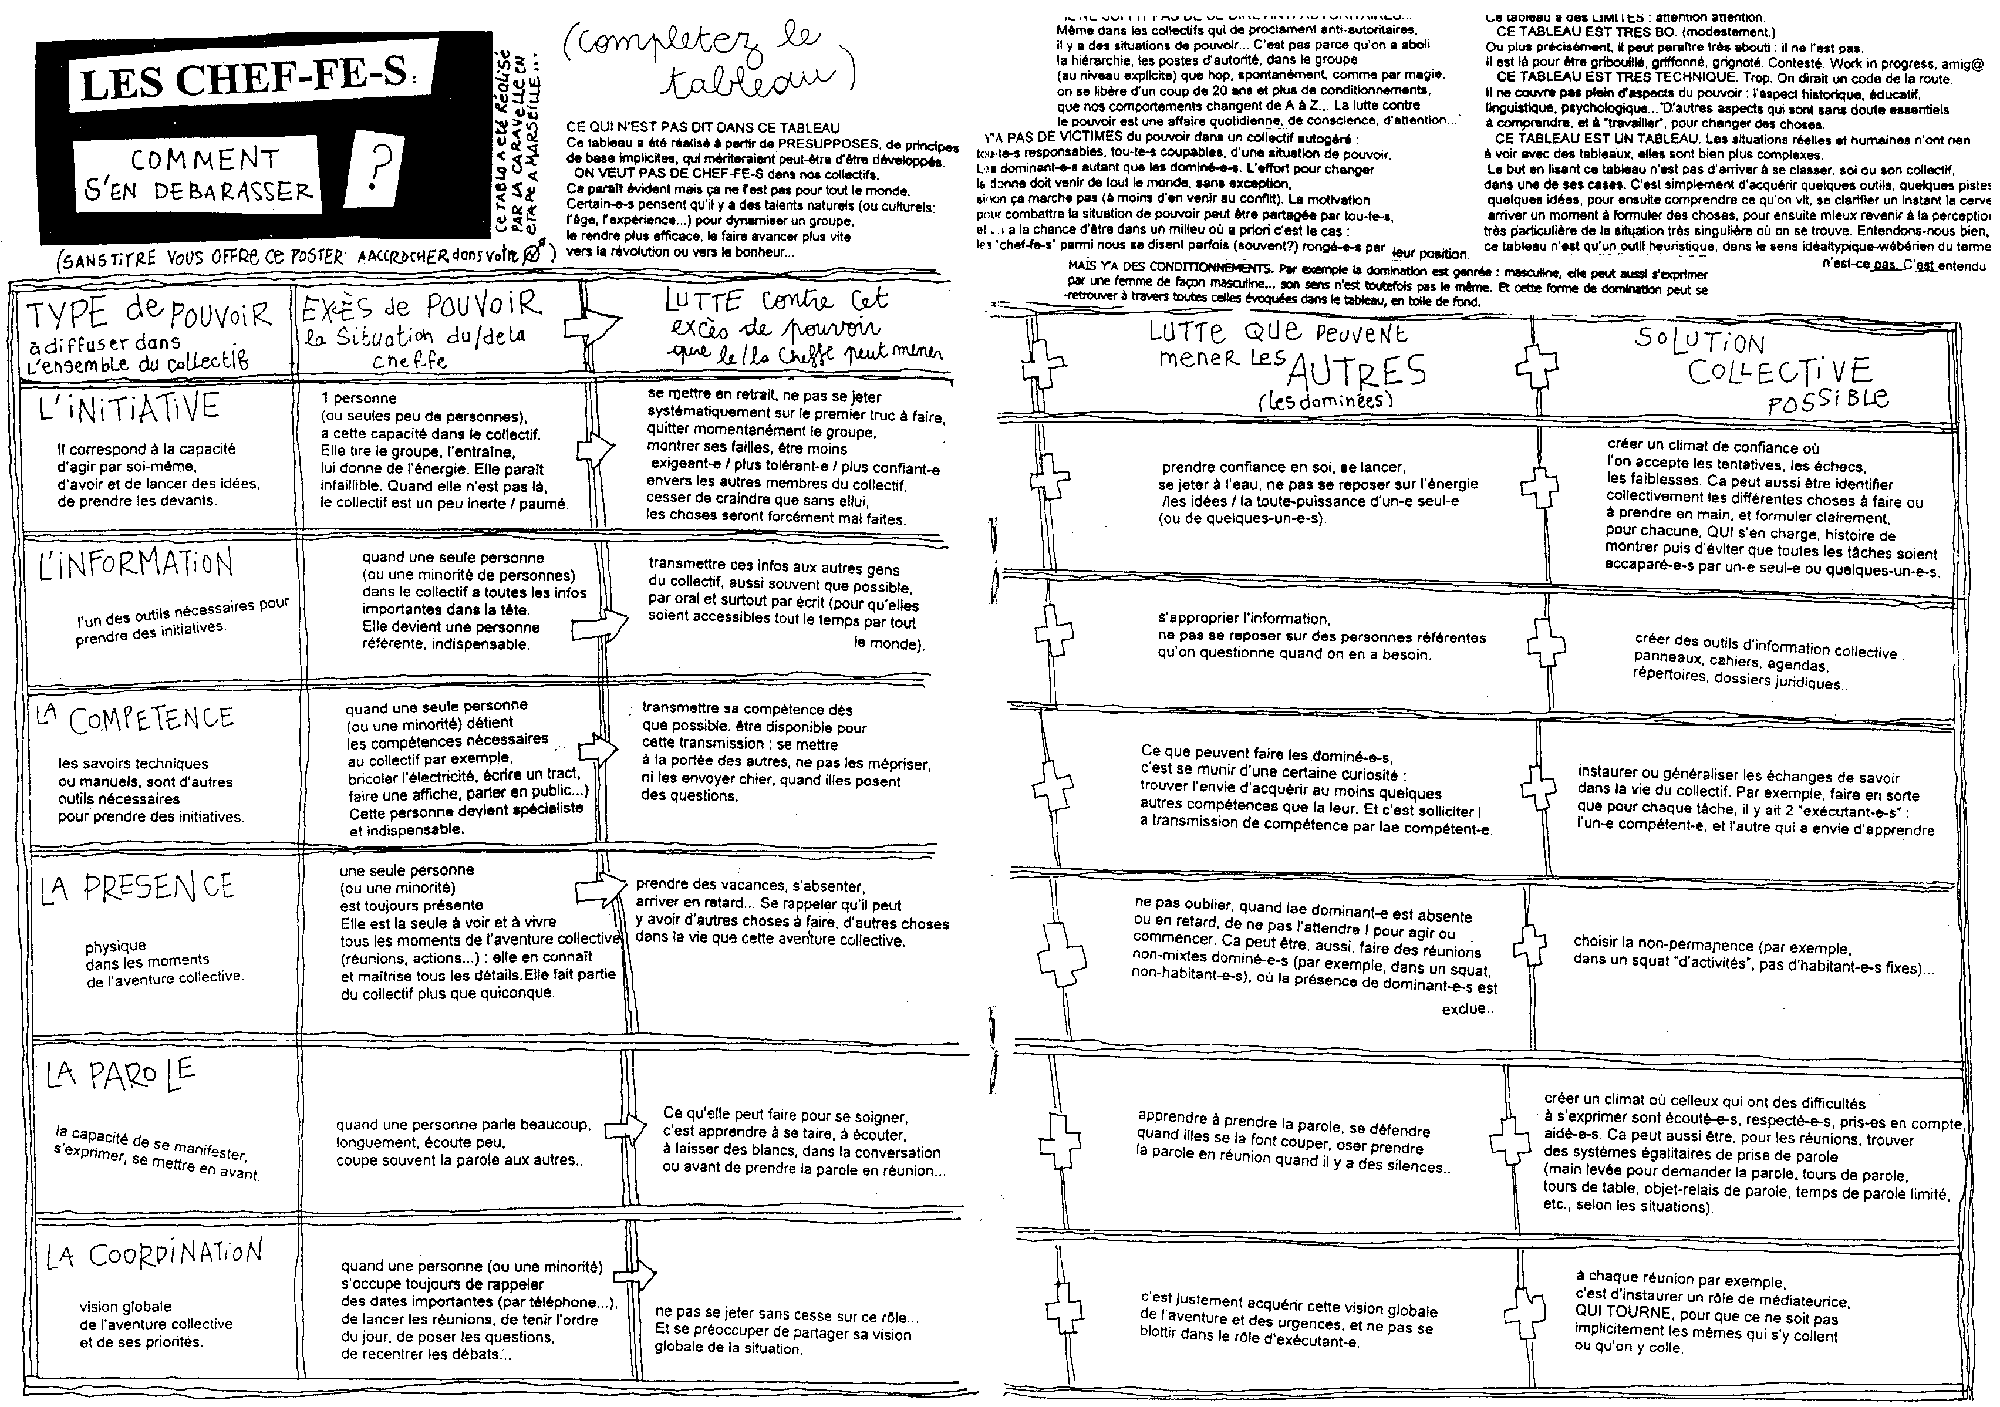 LES CHEF-FE-S :
COMMENT
S'EN DEBARASSER
?
CE TABLO A ETE REALISE
PAR LA CARAVELLE EN
ETAPE A MARSEILLE...
(SANS TITRE VOUS OFFRE CE POSTER A ACCROCHER dans votre )
(completez le
tableau)
CE QUI N'EST PAS DIT DANS CE TABLEAU
Ce tableau a été réalisé à partir de PRESUPPOSES, de principes
de base implicites, qui mériteraient peut-être d'être développés.
ON VEUT PAS DE CHEF-FE-S dans nos collectifs.
Ca paraît évident mais ça ne l'est pas pour tout le monde.
Certain-e-s pensent qu'il y a des talents naturels (ou culturels:
l'âge, l'expérience...) pour dynamiser un groupe,
le rendre plus efficace, le faire avancer plus vite
vers la révolution ou vers le bonheur...
IL NE SUFFIT PAS DE SE DIRE ANTI-AUTORITAIRES...
Même dans les collectifs qui de proclament anti-autoritaires,
il y a des situations de pouvoir... C'est pas parce qu'on a aboli
la hiérarchie, les postes d'autorité, dans le groupe
(au niveau explicite) que hop, spontanément, comme par magie,
on se libère d'un coup de 20 ans et plus de conditionnements,
que nos comportements changent de A à Z... La lutte contre
le pouvoir est une affaire quotidienne, de conscience, d'attention...
Y'A PAS DE VICTIMES du pouvoir dans un collectif autogéré :
tou-te-s responsables, tou-te-s coupables, d'une situation de pouvoir.
Les dominant-e-s autant que les dominé-e-s. L'effort pour changer
la donne doit venir de tout le monde, sans exception,
sinon ça marche pas (à moins d'en venir au conflit). La motivation
pour combattre la situation de pouvoir peut être partagée par tou-te-s,
et on a la chance d'être dans un milieu où a priori c'est le cas :
les 'chef-fe-s' parmi nous se disent parfois (souvent?) rongé-e-s par leur position.
MAIS Y'A DES CONDITIONNEMENTS. Par exemple la domination est genrée : masculine, elle peut aussi s'exprimer
par une femme de façon masculine... son sens n'est toutefois pas le même. Et cette forme de domination peut se
-retrouver à travers toutes celles évoquées dans le tableau, en toile de fond.
Ce tableau a des LIMITES : attention attention.
CE TABLEAU EST TRES BO. (modestement.)
Ou plus précisément, il peut paraître très abouti : il ne l'est pas.
il est là pour être gribouillé, griffonné, grignoté. Contesté. Work in progress, amig@
CE TABLEAU EST TRES TECHNIQUE. Trop. On dirait un code de la route.
Il ne couvre pas plein d'aspects du pouvoir : l'aspect historique, éducatif,
linguistique, psychologique... D'autres aspects qui sont sans doute essentiels
à comprendre, et à "travailler", pour changer des choses.
CE TABLEAU EST UN TABLEAU. Les situations réelles et humaines n'ont rien
à voir avec des tableaux, elles sont bien plus complexes.
Le but en lisant ce tableau n'est pas d'arriver à se classer, soi ou son collectif,
dans une de ses cases. C'est simplement d'acquérir quelques outils, quelques pistes
quelques idées, pour ensuite comprendre ce qu'on vit, se clarifier un instant la cerve
arriver un moment à formuler des choses, pour ensuite mieux revenir à la perceptio
très particulière de la situation très singulière où on se trouve. Entendons-nous bien,
ce tableau n'est qu'un outil heuristique, dans le sens idéaltypique-wébérien du terme
n'est-ce pas. C'est entendu
TYPE de POUVOIR
à diffuser dans
L'ensemble du collectif
EXÈS de POUVOIR
la Situation du/de la
cheffe
LUTTE contre cet
excès de pouvoir
que le/la cheffe peut mener
LUTTE QUE PEUVENT
MENER LES AUTRES
(les dominées)
SOLUTION
COLLECTIVE
POSSIBLE
L'INITIATIVE
Il correspond à la capacité
d'agir par soi-même,
d'avoir et de lancer des idées,
de prendre les devants.
1 personne
(ou seules peu de personnes),
a cette capacité dans le collectif.
Elle tire le groupe, l'entraîne,
lui donne de l'énergie. Elle paraît
infaillible. Quand elle n'est pas là,
le collectif est un peu inerte / paumé.
se mettre en retrait, ne pas se jeter
systématiquement sur le premier truc à faire,
quitter momentanément le groupe,
montrer ses failles, être moins
exigeant-e / plus tolérant-e / plus confiant-e
envers les autres membres du collectif,
cesser de craindre que sans ellui,
les choses seront forcément mal faites.
prendre confiance en soi, se lancer,
se jeter à l'eau, ne pas se reposer sur l'énergie
/les idées / la toute-puissance d'un-e seul-e
(ou de quelques-un-e-s).
créer un climat de confiance où
l'on accepte les tentatives, les échecs,
les faiblesses. Ca peut aussi être identifier
collectivement les différentes choses à faire ou
à prendre en main, et formuler clairement,
pour chacune, QUI s'en charge, histoire de
montrer puis d'éviter que toutes les tâches soient
accaparé-e-s par un-e seul-e ou quelques-un-e-s.
L'INFORMATION
l'un des outils nécessaires pour
prendre des initiatives.
quand une seule personne
(ou une minorité de personnes)
dans le collectif a toutes les infos
importantes dans la tête.
Elle devient une personne
référente, indispensable.
transmettre ces infos aux autres gens
du collectif, aussi souvent que possible,
par oral et surtout par écrit (pour qu'elles
soient accessibles tout le temps par tout
le monde).
s'approprier l'information,
ne pas se reposer sur des personnes référentes
qu'on questionne quand on en a besoin.
créer des outils d'information collective
panneaux, cahiers, agendas,
répertoires, dossiers juridiques..
LA COMPETENCE
les savoirs techniques
ou manuels, sont d'autres
outils nécessaires
pour prendre des initiatives.
quand une seule personne
(ou une minorité) détient
les compétences nécessaires
au collectif par exemple,
bricoler l'électricité, écrire un tract,
faire une affiche, parler en public...)
Cette personne devient spécialiste
et indispensable.
transmettre sa compétence dès
que possible, être disponible pour
cette transmission : se mettre
à la portée des autres, ne pas les mépriser,
ni les envoyer chier, quand illes posent
des questions.
Ce que peuvent faire les dominé-e-s,
c'est se munir d'une certaine curiosité :
trouver l'envie d'acquérir au moins quelques
autres compétences que la leur. Et c'est solliciter l
a transmission de compétence par lae compétent-e.
instaurer ou généraliser les échanges de savoir
dans la vie du collectif. Par exemple, faire en sorte
que pour chaque tâche, il y ait 2 "exécutant-e-s" :
l'un-e compétent-e, et l'autre qui a envie d'apprendre
LA PRESENCE
physique
dans les moments
de l'aventure collective.
une seule personne
(ou une minorité)
est toujours présente
Elle est la seule à voir et à vivre
tous les moments de l'aventure collective
(réunions, actions...) : elle en connaît
et maîtrise tous les détails. Elle fait partie
du collectif plus que quiconque.
prendre des vacances, s'absenter,
arriver en retard... Se rappeler qu'il peut
y avoir d'autres choses à faire, d'autres choses
dans la vie que cette aventure collective.
ne pas oublier, quand lae dominant-e est absente
ou en retard, de ne pas l'attendre ! pour agir ou
commencer. Ca peut être, aussi, faire des réunions
non-mixtes dominé-e-s (par exemple, dans un squat,
non-habitant-e-s), où la présence de dominant-e-s est
exclue..
choisir la non-permanence (par exemple,
dans un squat "d'activités", pas d'habitant-e-s fixes)...
LA PAROLE
la capacité de se manifester,
s'exprimer, se mettre en avant.
quand une personne parle beaucoup,
longuement, écoute peu,
coupe souvent la parole aux autres..
Ce qu'elle peut faire pour se soigner,
c'est apprendre à se taire, à écouter,
à laisser des blancs, dans la conversation
ou avant de prendre la parole en réunion...
apprendre à prendre la parole, se défendre
quand illes se la font couper, oser prendre
la parole en réunion quand il y a des silences..
créer un climat où celleux qui ont des difficultés
à s'exprimer sont écouté-e-s, respecté-e-s, pris-es en compte,
aidé-e-s. Ca peut aussi être, pour les réunions, trouver
des systèmes égalitaires de prise de parole
(main levée pour demander la parole, tours de parole,
tours de table, objet-relais de parole, temps de parole limité,
etc., selon les situations).
LA COORDINATION
vision globale
de l'aventure collective
et de ses priorités.
quand une personne (ou une minorité)
s'occupe toujours de rappeler
des dates importantes (par téléphone...),
de lancer les réunions, de tenir l'ordre
du jour, de poser les questions,
de recentrer les débats...
ne pas se jeter sans cesse sur ce rôle...
Et se préoccuper de partager sa vision
globale de la situation.
c'est justement acquérir cette vision globale
de l'aventure et des urgences, et ne pas se
blottir dans le rôle d'exécutant-e.
à chaque réunion par exemple,
c'est d'instaurer un rôle de médiateurice,
QUI TOURNE, pour que ce ne soit pas
implicitement les mêmes qui s'y collent
ou qu'on y colle.